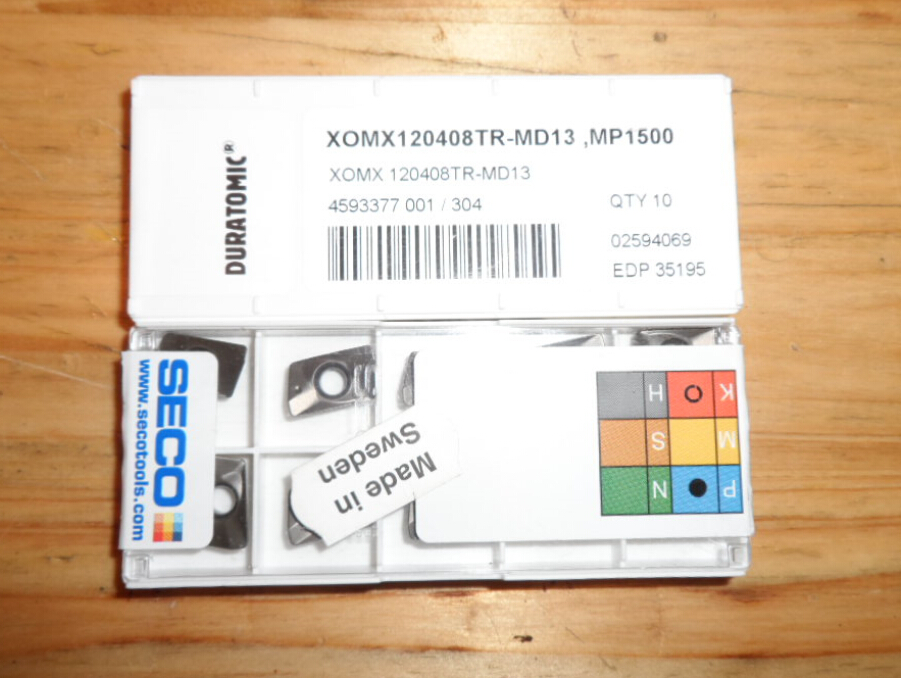 DURATOMIC®
XOMX120408TR-MD13 ,MP1500
XOMX 120408TR-MD13
4593377 001 / 304
QTY 10
02594069
EDP 35195
SECO
www.secotools.com
Made in
Sweden
P
M
K
N
S
H